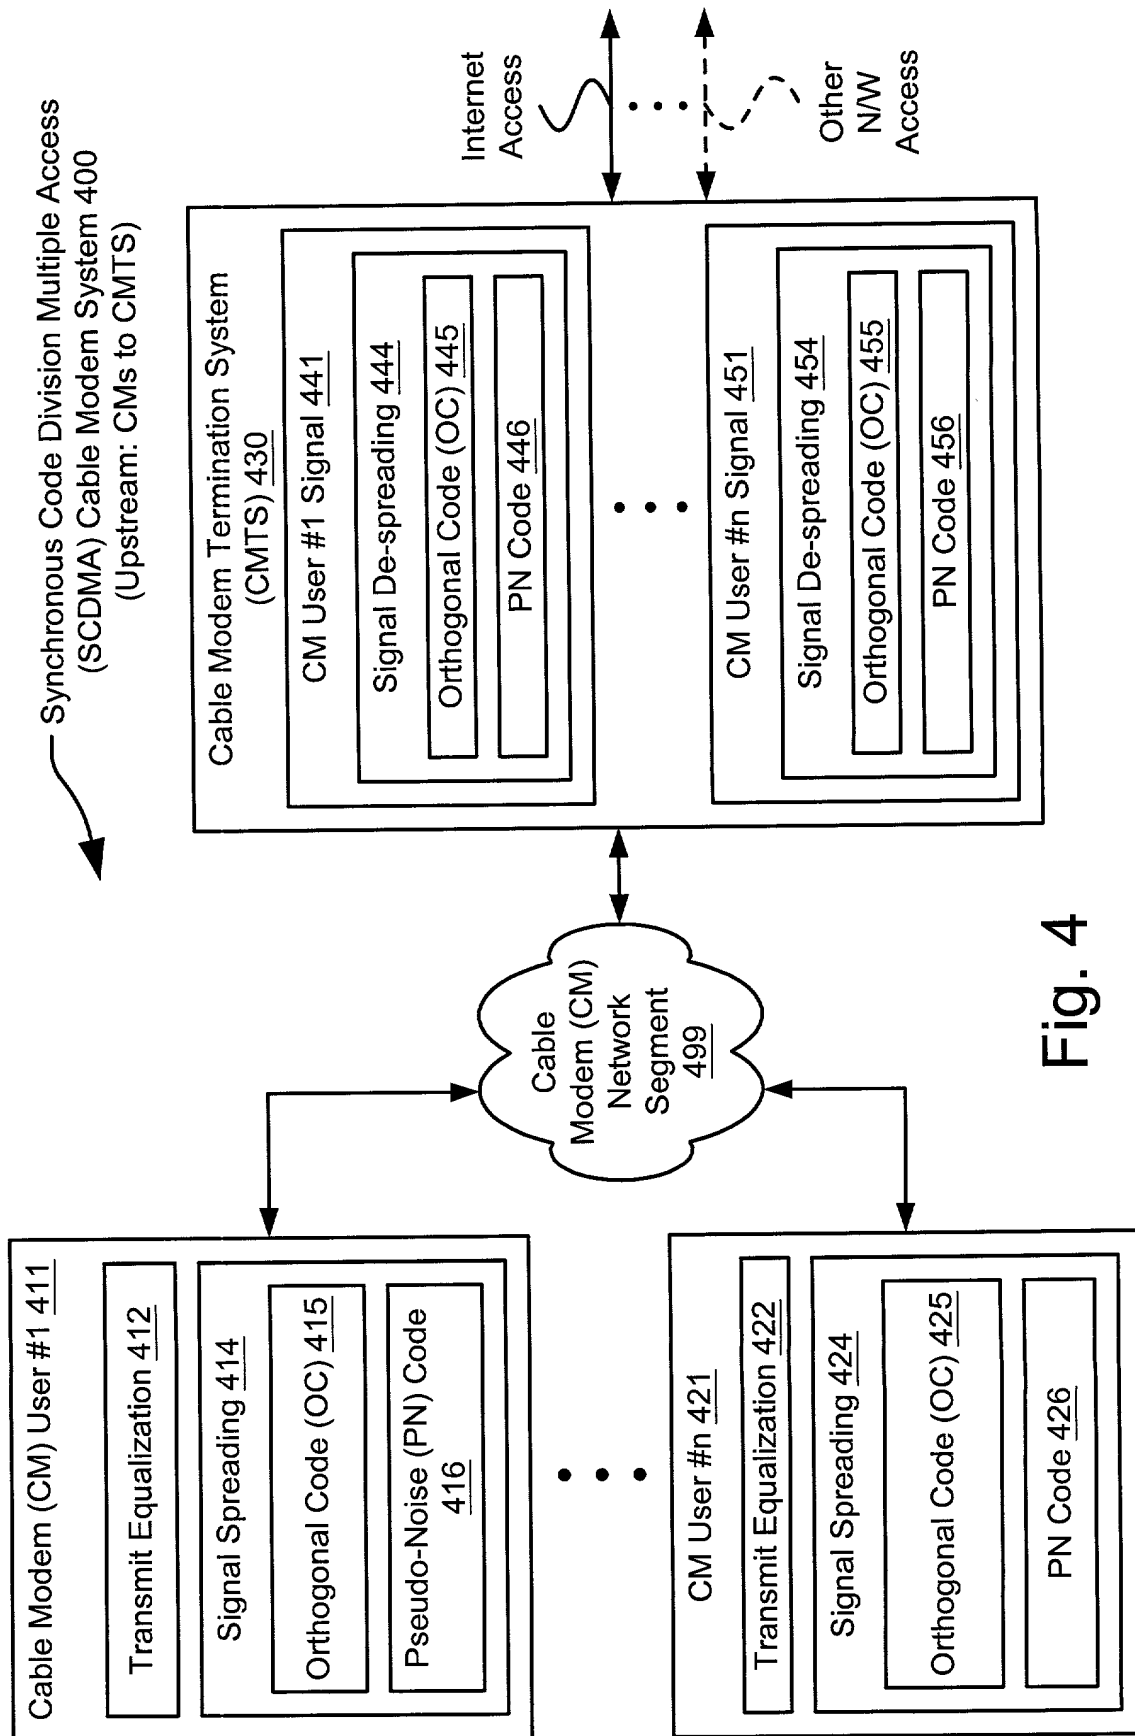 Synchronous Code Division Multiple Access
(SCDMA) Cable Modem System 400
(Upstream: CMs to CMTS)
Cable Modem (CM) User #1 411
Transmit Equalization 412
Signal Spreading 414
Orthogonal Code (OC) 415
Pseudo-Noise (PN) Code
416
CM User #n 421
Transmit Equalization 422
Signal Spreading 424
Orthogonal Code (OC) 425
PN Code 426
Cable
Modem (CM)
Network
Segment
499
Cable Modem Termination System
(CMTS) 430
CM User #1 Signal 441
Signal De-spreading 444
Orthogonal Code (OC) 445
PN Code 446
CM User #n Signal 451
Signal De-spreading 454
Orthogonal Code (OC) 455
PN Code 456
Internet
Access
Other
N/W
Access
Fig. 4